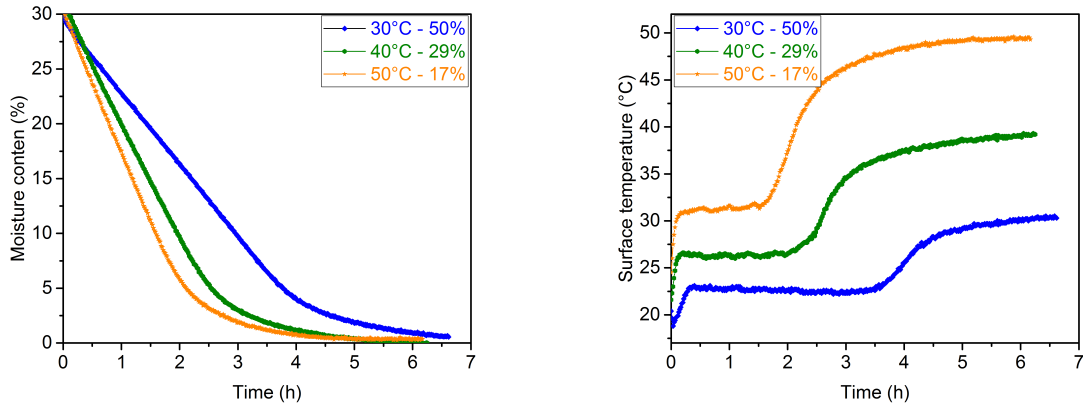 30
25
20
15
10
5
0
Moisture conten (%)
30°C - 50%
40°C - 29%
50°C - 17%
0 1 2 3 4 5 6 7
Time (h)
50
45
40
35
30
25
20
Surface temperature (°C)
30°C - 50%
40°C - 29%
50°C - 17%
0 1 2 3 4 5 6 7
Time (h)